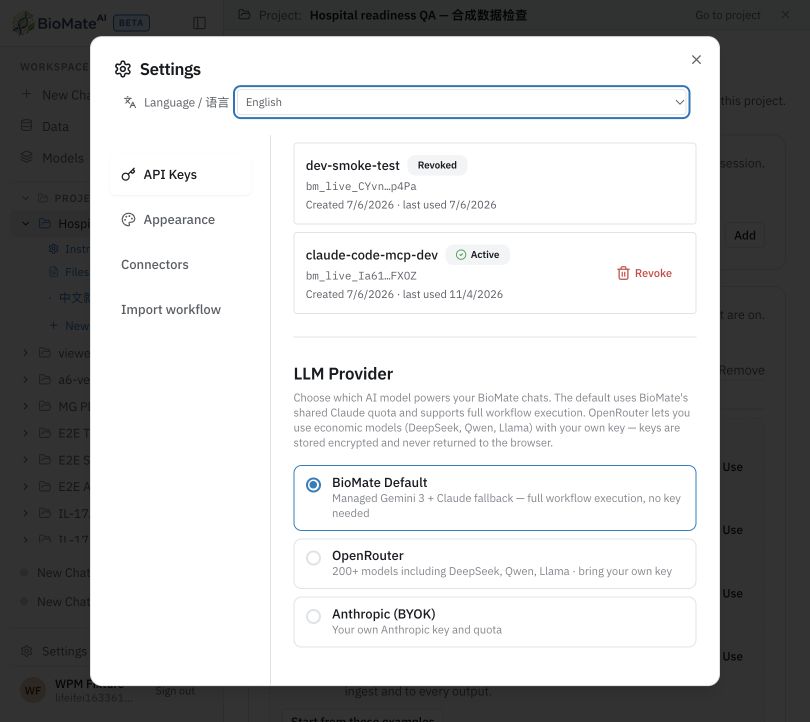 BioMate AI BETA
Project: Hospital readiness QA — 合成数据检查
Go to project
WORKSPACE
New Cha
Data
Models
this project.
session.
Add
are on.
Remove
Use
Use
Use
Use
PROJE
Hospi
Instr
Files
中文
New
viewe
a6-ve
MG Pl
E2E T
E2E S
E2E A
IL-17
IL-17
New Chat
New Chat
Settings
WF
WPM Fixture
lifeifei163361...
Sign out
Settings
Language / 语言
English
API Keys
Appearance
Connectors
Import workflow
dev-smoke-test Revoked
bm_live_CYvn…p4Pa
Created 7/6/2026 · last used 7/6/2026
claude-code-mcp-dev Active
bm_live_Ia61…FXOZ
Created 7/6/2026 · last used 11/4/2026
Revoke
LLM Provider
Choose which AI model powers your BioMate chats. The default uses BioMate's
shared Claude quota and supports full workflow execution. OpenRouter lets you
use economic models (DeepSeek, Qwen, Llama) with your own key — keys are
stored encrypted and never returned to the browser.
BioMate Default
Managed Gemini 3 + Claude fallback — full workflow execution, no key
needed
OpenRouter
200+ models including DeepSeek, Qwen, Llama · bring your own key
Anthropic (BYOK)
Your own Anthropic key and quota
ingest and to every output.
Start from these examples